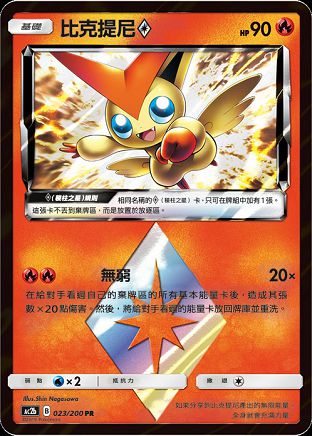 基礎 比克提尼◇ HP 90
◇(稜柱之星)規則 相同名稱的◇(稜柱之星)卡,只可在牌組中加有1張。
這張卡不丟到棄牌區,而是放置於放逐區。
無窮 20×
在給對手看過自己的棄牌區的所有基本能量卡後,造成其張
數×20點傷害。然後,將給對手看過的能量卡放回牌庫並重洗。
弱點 ×2 抵抗力 撤退
Illus.Shin Nagasawa
AC2b B 023/200 PR
如果分享到比克提尼產出的無限能量,
全身就會充滿力量。